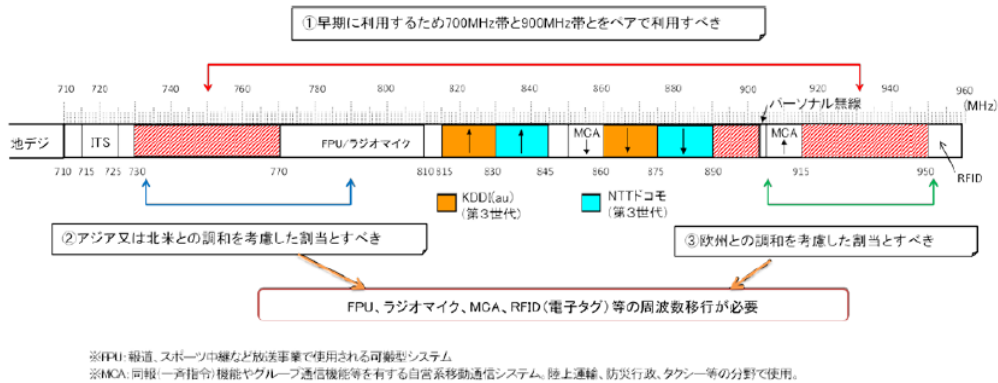 ①早期に利用するため700MHz帯と900MHz帯とをペアで利用すべき
710 720 740 760 780 800 820 840 860 880 900 920 940 960 (MHz)
パーソナル無線
地デジ ITS FPU/ラジオマイク MCA MCA
710 715 725 730 770 810 815 830 845 860 875 890 915 950
RFID
KDDI(au)
(第3世代)
NTTドコモ
(第3世代)
②アジア又は北米との調和を考慮した割当とすべき
③欧州との調和を考慮した割当とすべき
FPU、ラジオマイク、MCA、RFID(電子タグ)等の周波数移行が必要
※FPU:報道、スポーツ中継など放送事業で使用される可搬型システム
※MCA:同報(一斉指令)機能やグループ通信機能等を有する自営系移動通信システム。陸上運輸、防災行政、タクシー等の分野で使用。